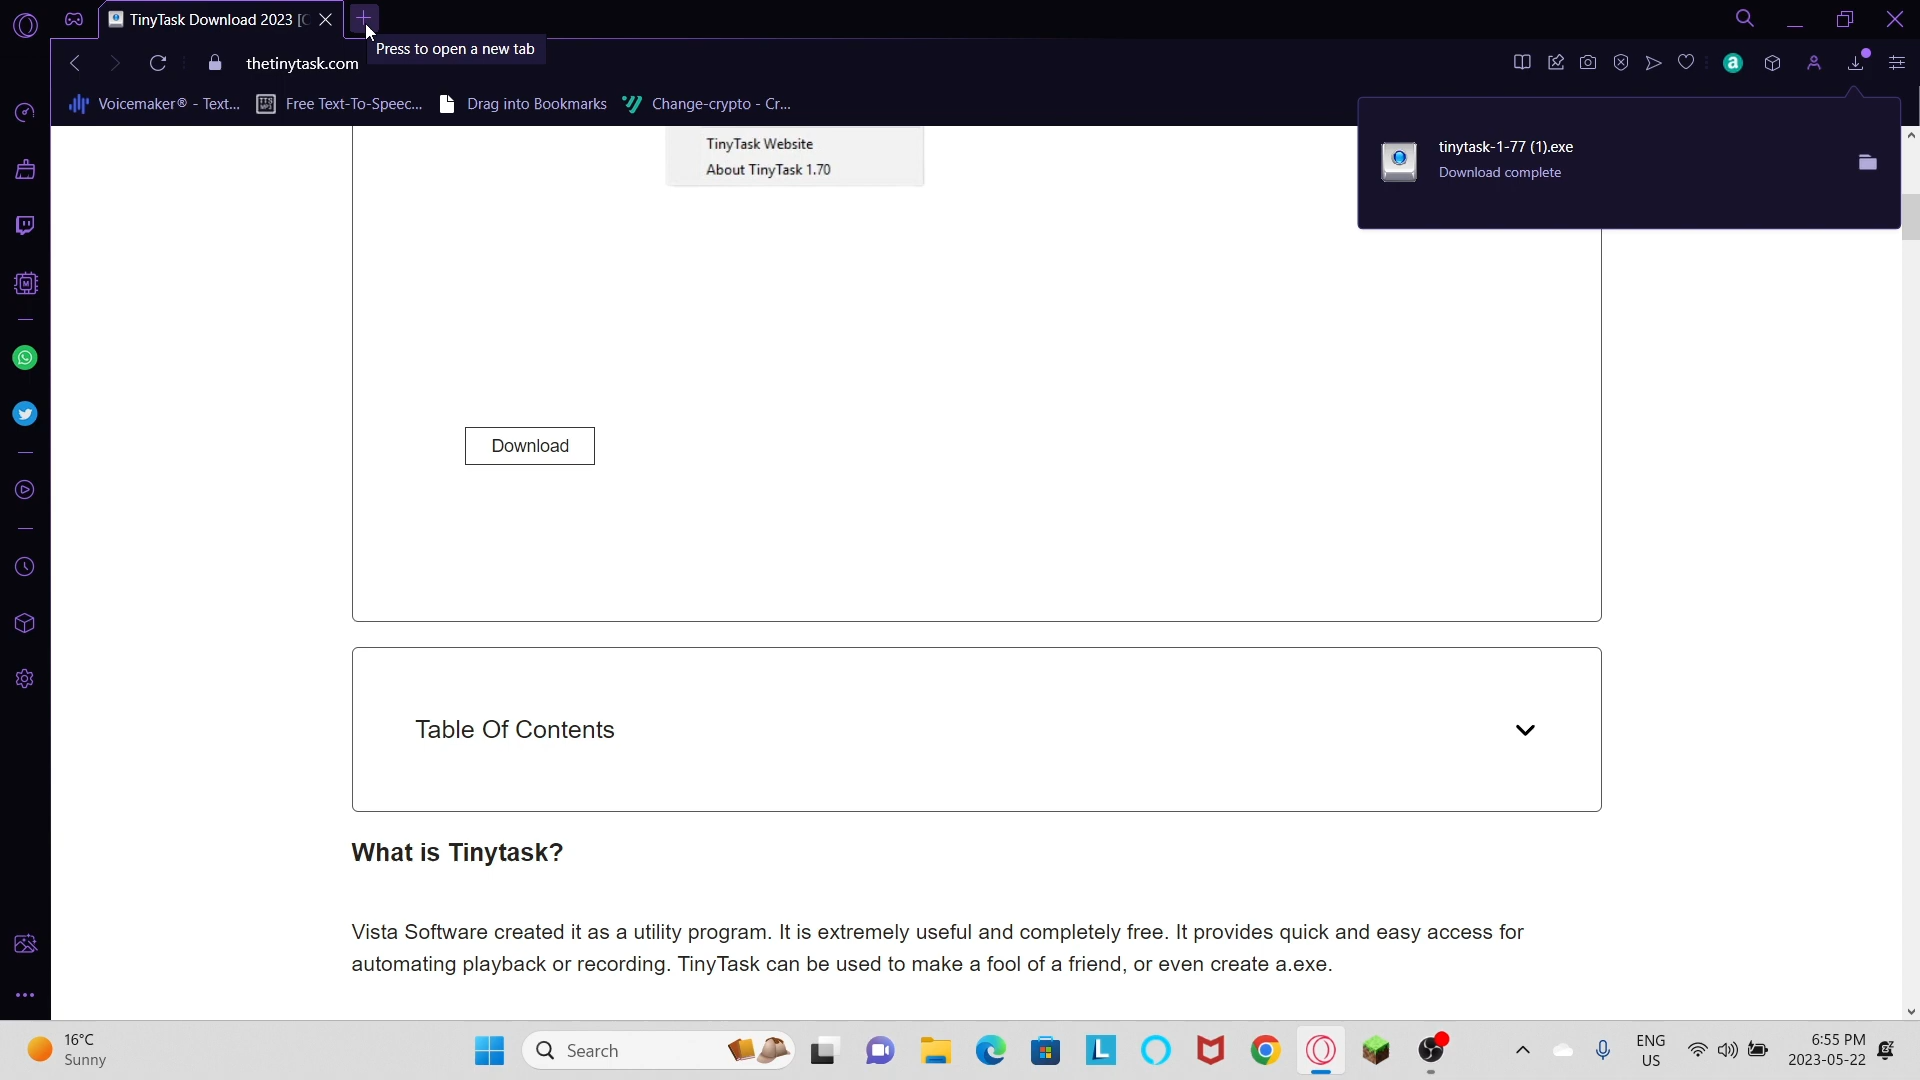 TinyTask Download 2023 [
Press to open a new tab
thetinytask.com
Voicemaker® - Text...
Free Text-To-Speec...
Drag into Bookmarks
Change-crypto - Cr...
tinytask-1-77 (1).exe
Download complete
TinyTask Website
About TinyTask 1.70
Download
Table Of Contents
What is Tinytask?
Vista Software created it as a utility program. It is extremely useful and completely free. It provides quick and easy access for
automating playback or recording. TinyTask can be used to make a fool of a friend, or even create a.exe.
16°C
Sunny
Search
ENG
US
6:55 PM
2023-05-22